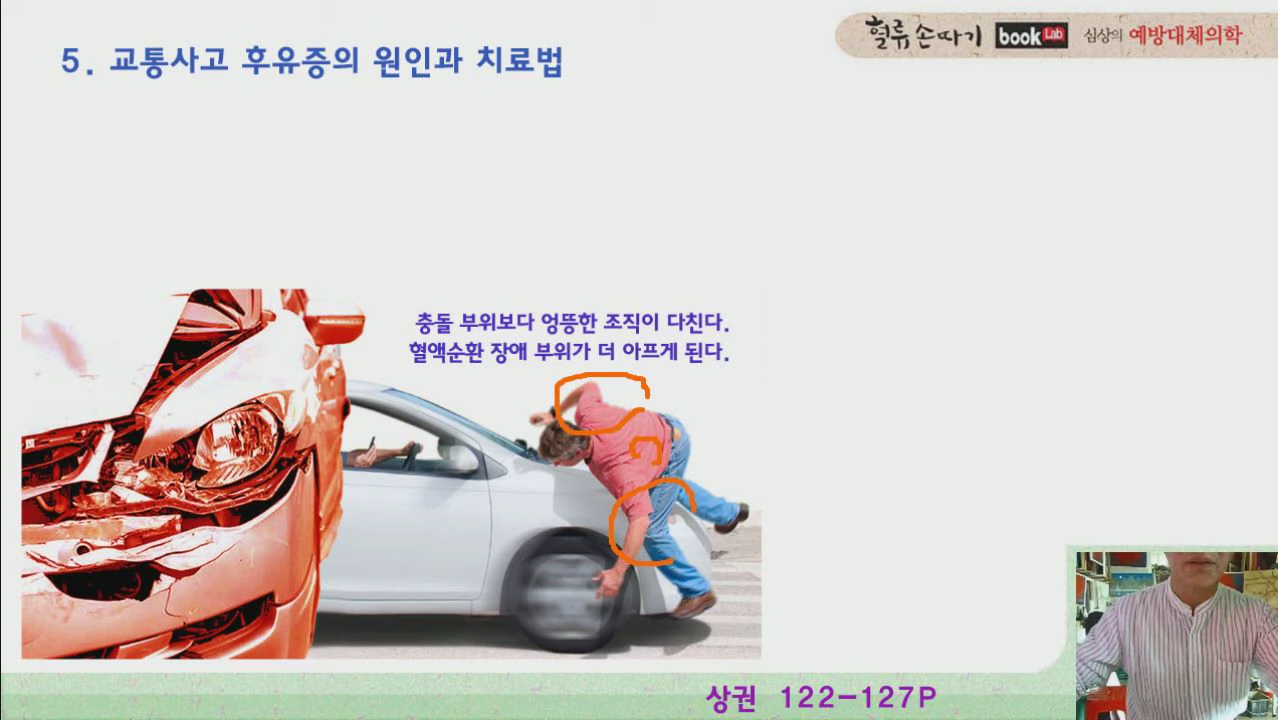 5. 교통사고 후유증의 원인과 치료법
혈류 손따기 book Lab 심상의 예방대체의학
충돌 부위보다 엉뚱한 조직이 다친다.
혈액순환 장애 부위가 더 아프게 된다.
상권 122-127P